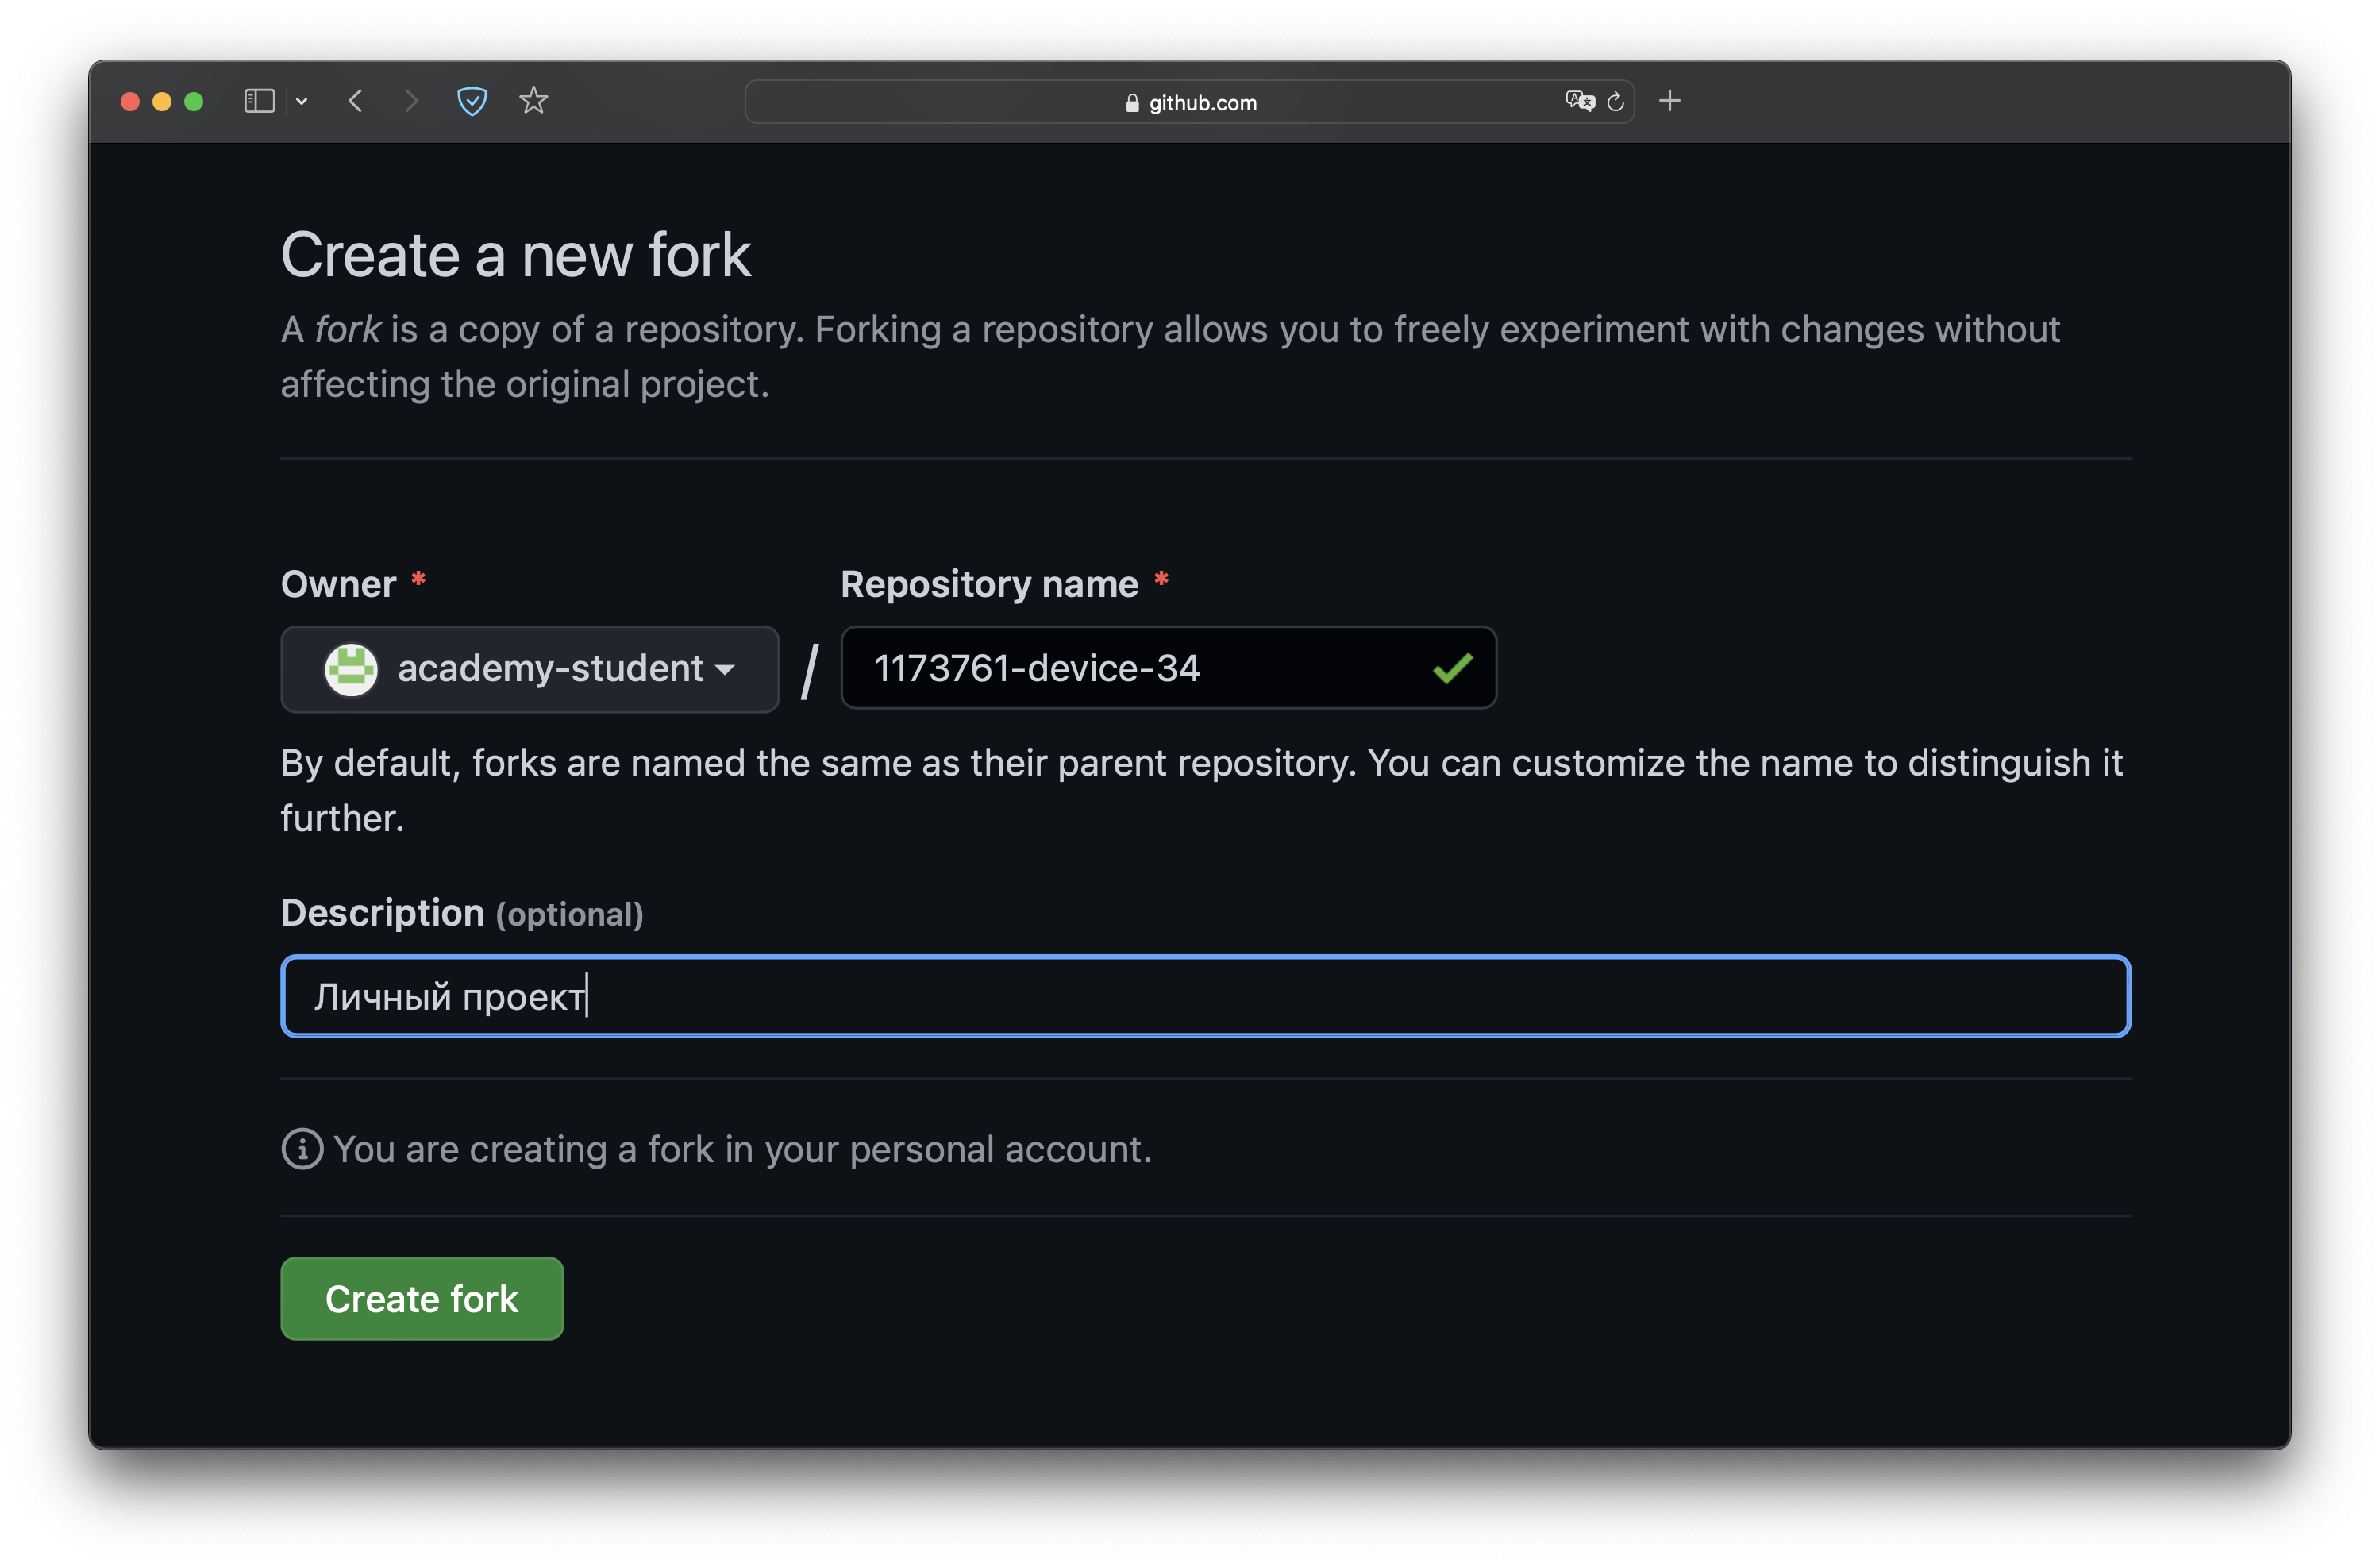 github.com
Create a new fork
A fork is a copy of a repository. Forking a repository allows you to freely experiment with changes without
affecting the original project.
Owner *
Repository name *
academy-student / 1173761-device-34
By default, forks are named the same as their parent repository. You can customize the name to distinguish it
further.
Description (optional)
Личный проект
You are creating a fork in your personal account.
Create fork